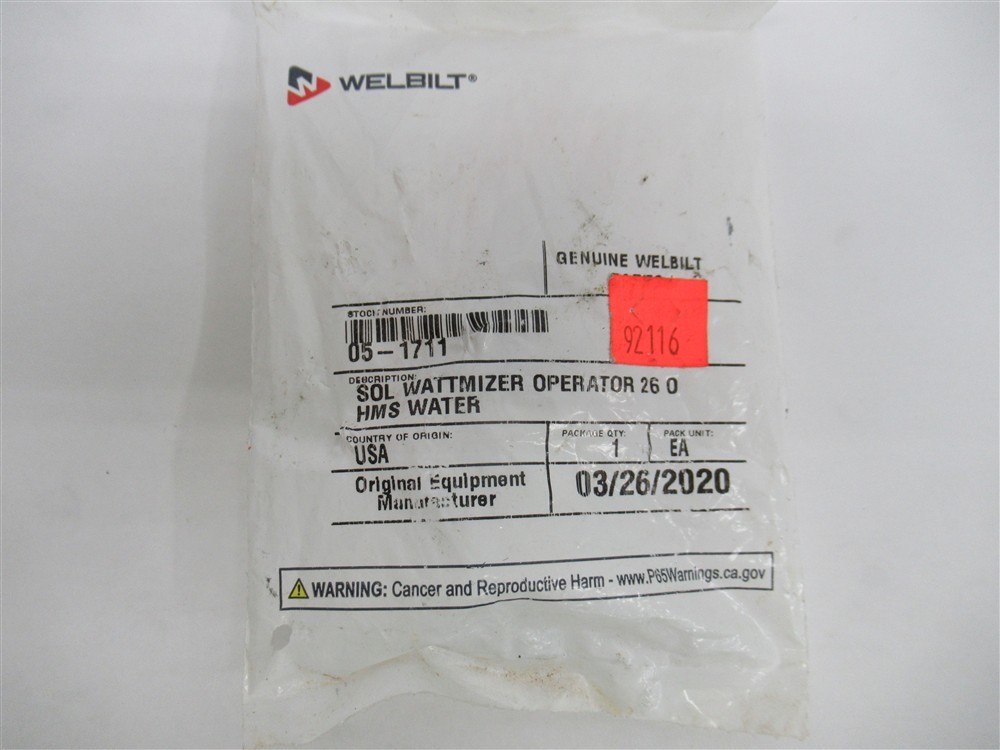 WELBILT®
GENUINE WELBILT
92116
STOCK NUMBER:
05-1711
DESCRIPTION:
SOL WATTMIZER OPERATOR 26 O
HMS WATER
COUNTRY OF ORIGIN:
USA
PACKAGE QTY:
1
PACK UNIT:
EA
Original Equipment
Manufacturer
03/26/2020
WARNING: Cancer and Reproductive Harm - www.P65Warnings.ca.gov